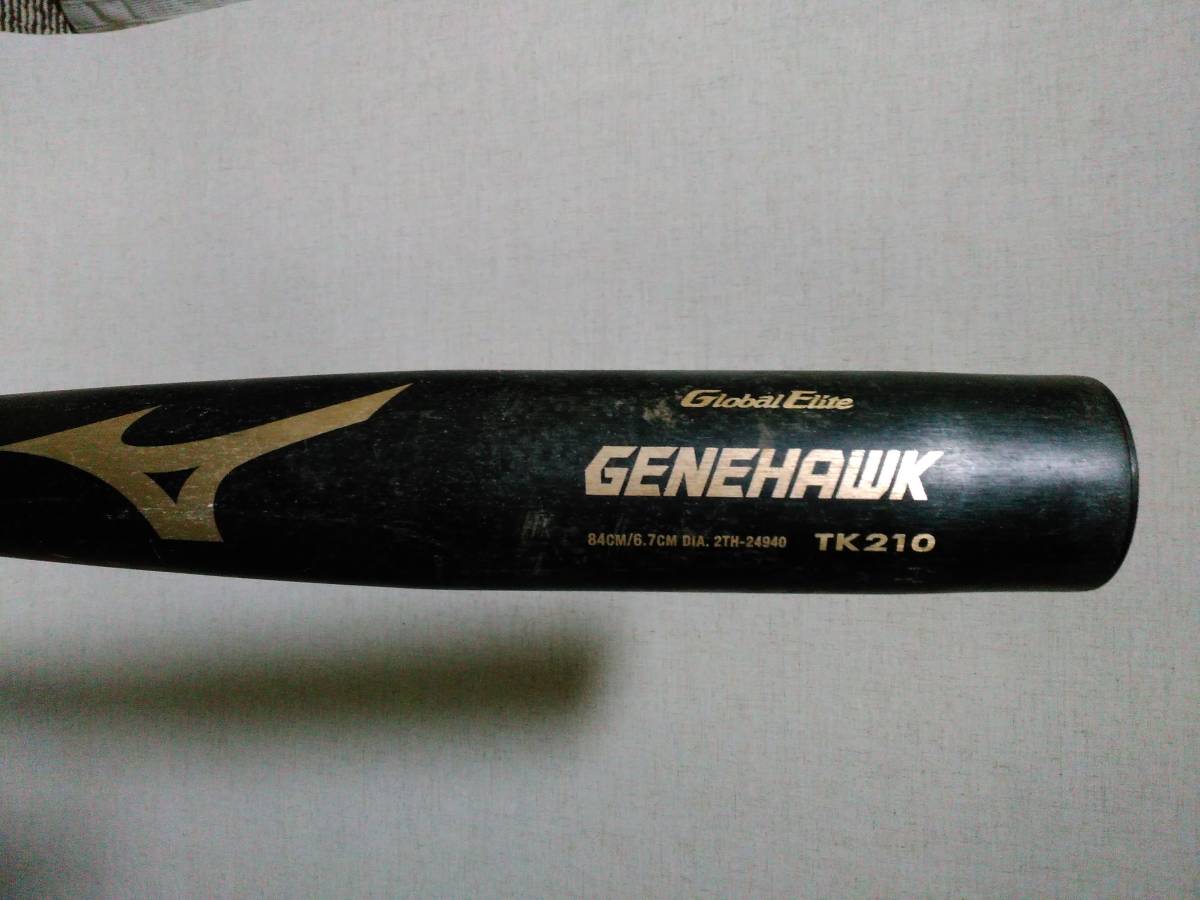 Global Elite
GENEHAWK
84CM/6.7CM DIA. 2TH-24940 TK210